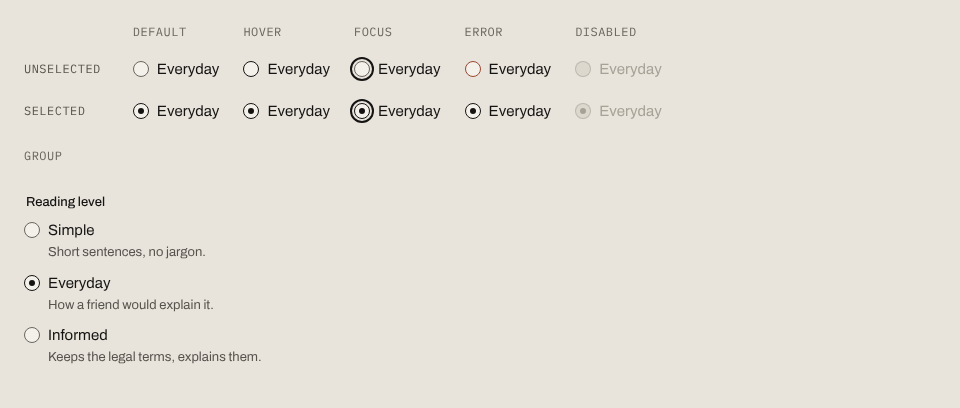 DEFAULT HOVER FOCUS ERROR DISABLED
UNSELECTED Everyday Everyday Everyday Everyday Everyday
SELECTED Everyday Everyday Everyday Everyday Everyday
GROUP
Reading level
Simple
Short sentences, no jargon.
Everyday
How a friend would explain it.
Informed
Keeps the legal terms, explains them.